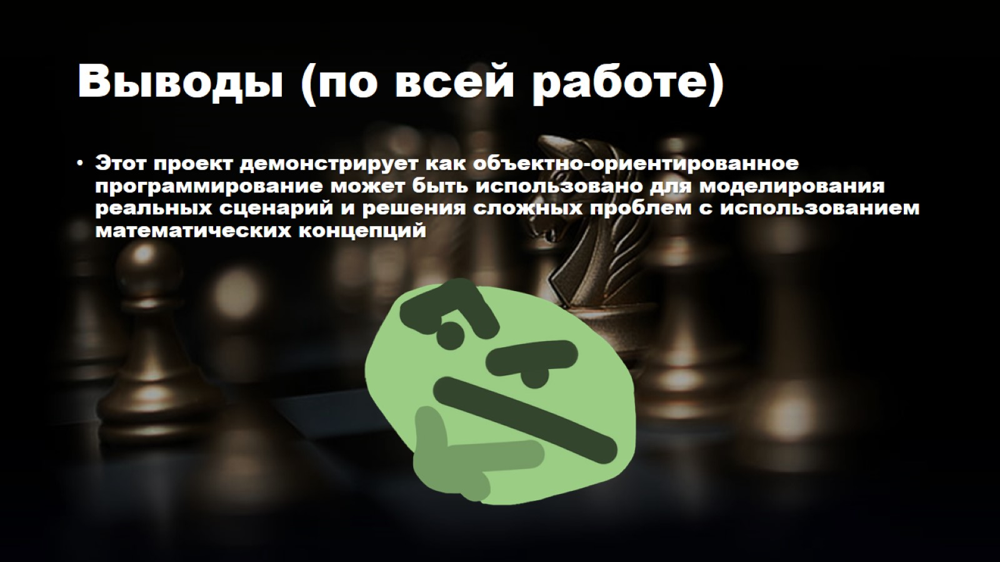 Выводы (по всей работе)
• Этот проект демонстрирует как объектно-ориентированное
программирование может быть использовано для моделирования
реальных сценарий и решения сложных проблем с использованием
математических концепций